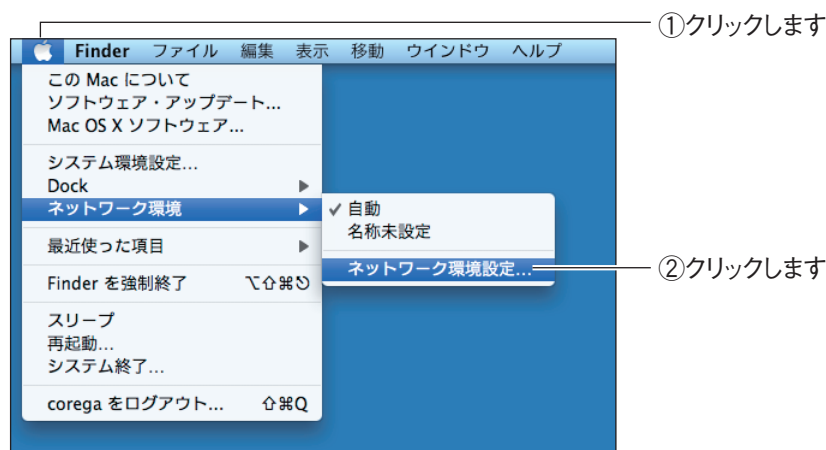 ①クリックします
Finder ファイル 編集 表示 移動 ウインドウ ヘルプ
この Mac について
ソフトウェア・アップデート...
Mac OS X ソフトウェア...
システム環境設定...
Dock ▶
ネットワーク環境 ▶
✓ 自動
名称未設定
ネットワーク環境設定...
②クリックします
最近使った項目 ▶
Finder を強制終了 ⌥⇧⌘⎋
スリープ
再起動...
システム終了...
corega をログアウト... ⇧⌘Q